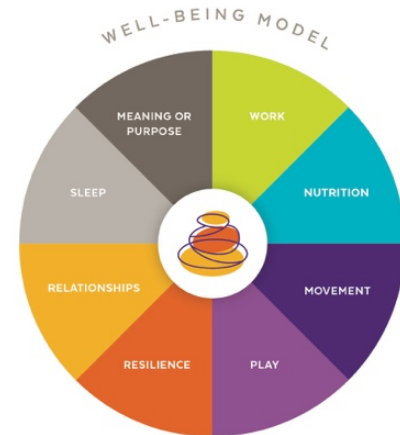 WELL-BEING MODEL
MEANING OR
PURPOSE
WORK
SLEEP
NUTRITION
RELATIONSHIPS
MOVEMENT
RESILIENCE
PLAY